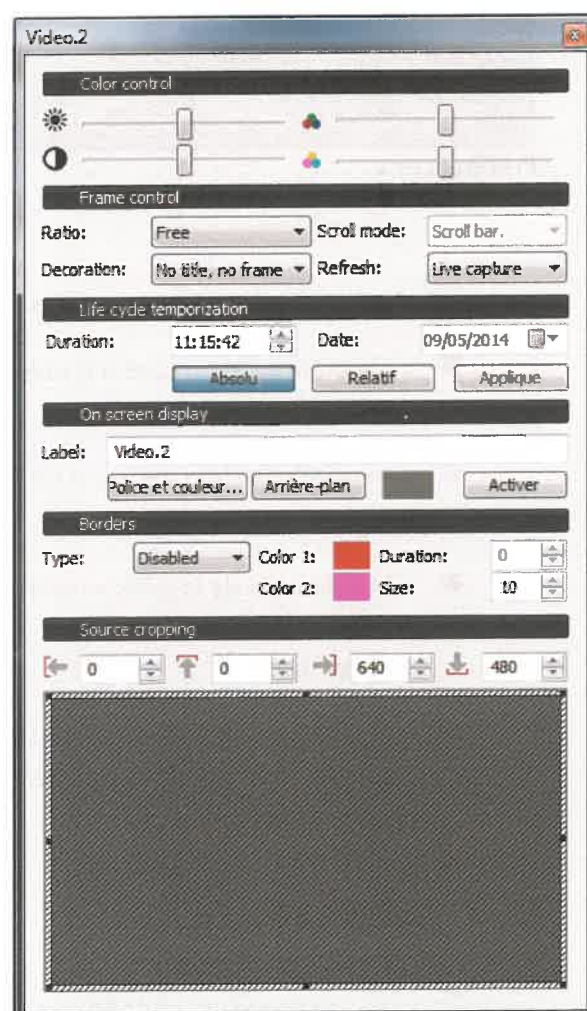 Video.2
Color control
Frame control
Ratio: Free Scroll mode: Scroll bar.
Decoration: No title, no frame Refresh: Live capture
Life cycle temporization
Duration: 11:15:42 Date: 09/05/2014
Absolu Relatif Applique
On screen display
Label: Video.2
Police et couleur... Arrière-plan Activer
Borders
Type: Disabled Color 1: Duration: 0
Color 2: Size: 10
Source cropping
0 0 640 480